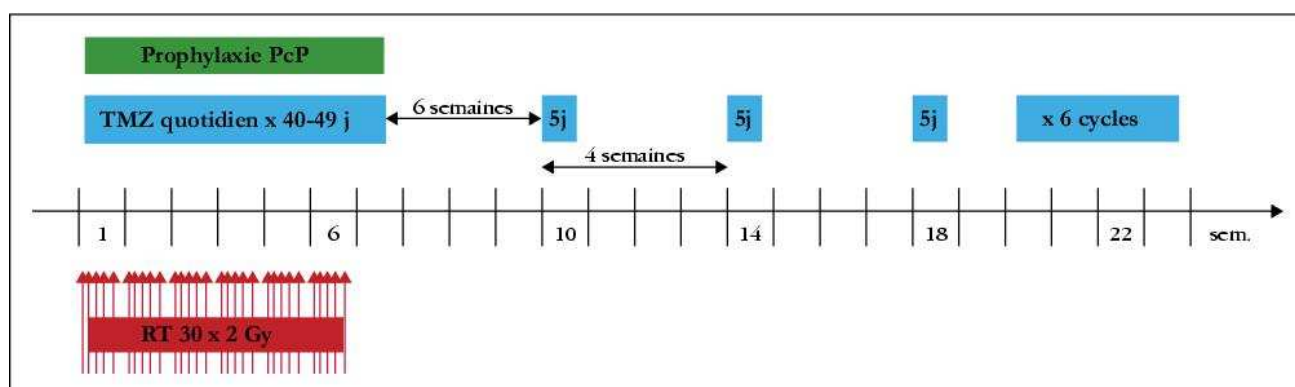 Prophylaxie PcP
TMZ quotidien x 40-49 j
6 semaines
5j
5j
5j
x 6 cycles
4 semaines
1
6
10
14
18
22
sem.
RT 30 x 2 Gy